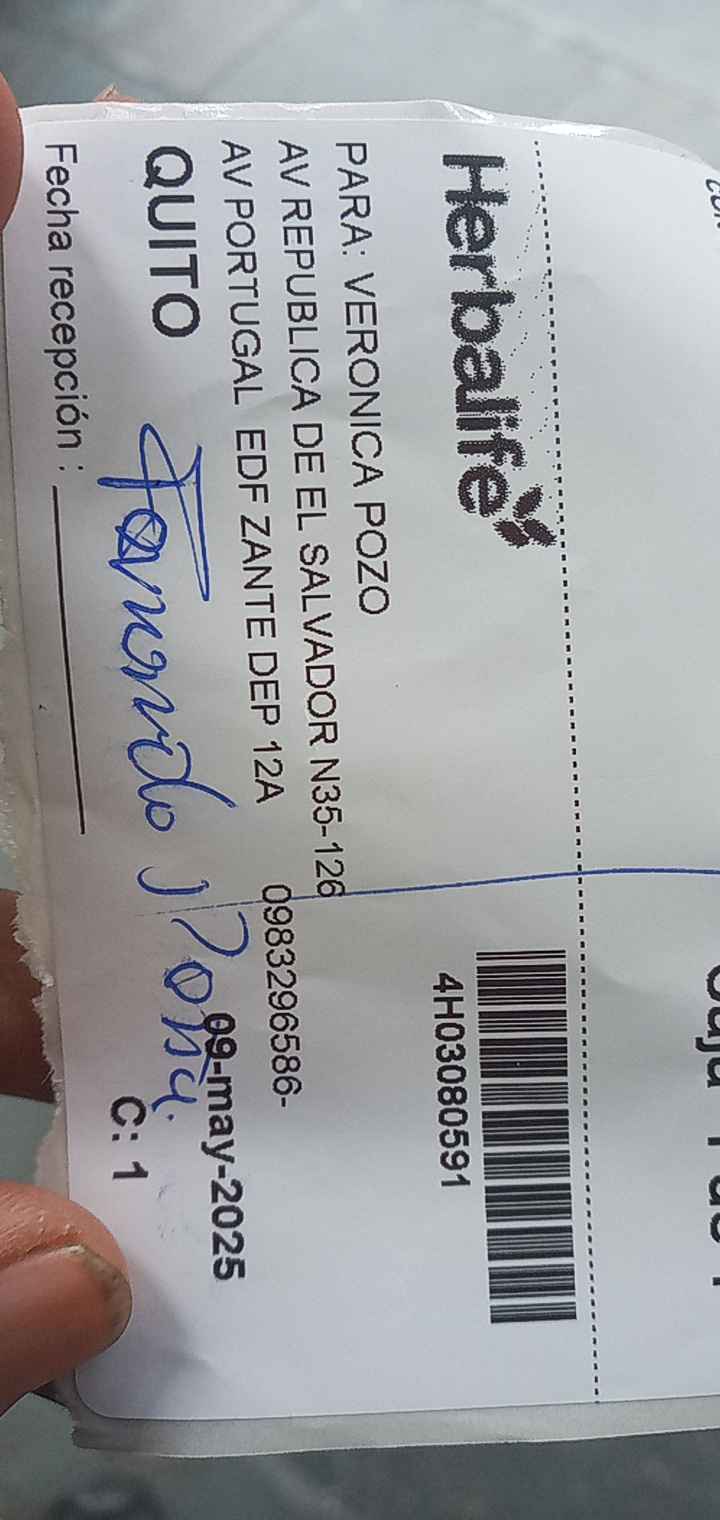 Herbalife
4H03080591
PARA: VERONICA POZO
AV REPUBLICA DE EL SALVADOR N35-126
AV PORTUGAL EDF ZANTE DEP 12A 0983296586-
QUITO 09-may-2025
C: 1
Fecha recepción :